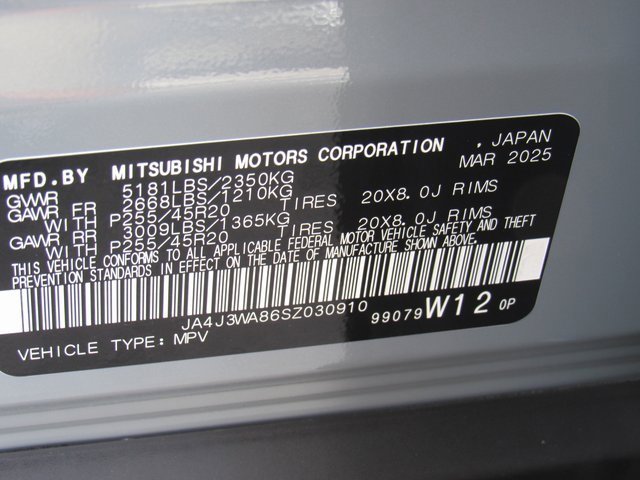 MFD.BY MITSUBISHI MOTORS CORPORATION , JAPAN
MAR 2025
GVWR 5181LBS/2350KG
GAWR FR 2668LBS/1210KG
WITH P255/45R20 TIRES 20X8.0J RIMS
GAWR RR 3009LBS/1365KG
WITH P255/45R20 TIRES 20X8.0J RIMS
THIS VEHICLE CONFORMS TO ALL APPLICABLE FEDERAL MOTOR VEHICLE SAFETY AND THEFT
PREVENTION STANDARDS IN EFFECT ON THE DATE OF MANUFACTURE SHOWN ABOVE.
JA4J3WA86SZ030910
99079 W12 OP
VEHICLE TYPE: MPV